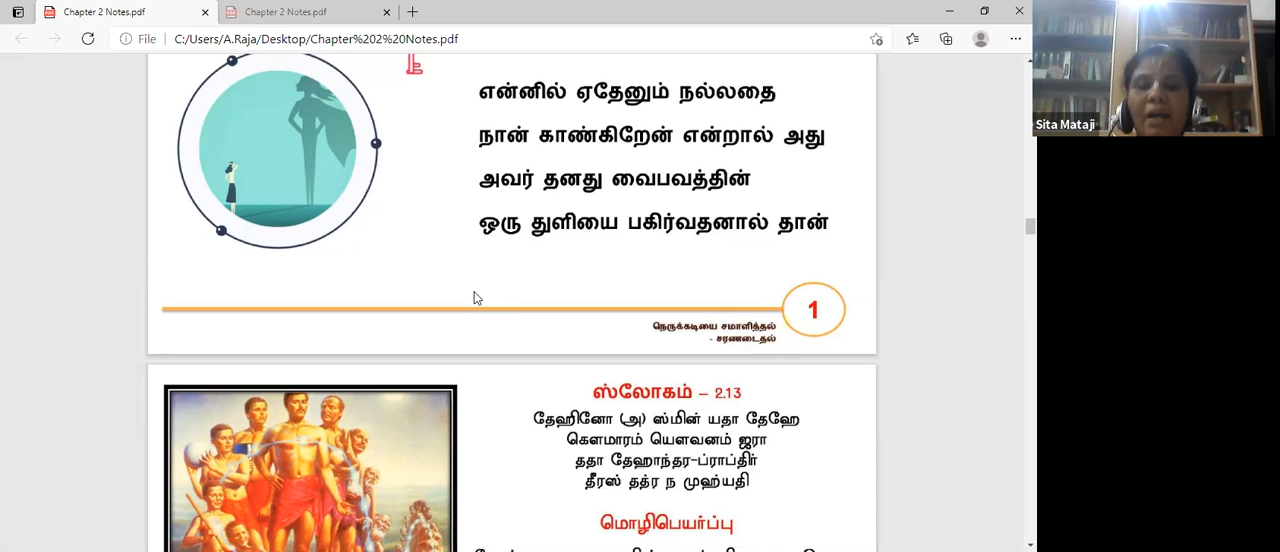 Chapter 2 Notes.pdf
Chapter 2 Notes.pdf
File
C:/Users/A.Raja/Desktop/Chapter%202%20Notes.pdf
Sita Mataji
என்னில் ஏதேனும் நல்லதை
நான் காண்கிறேன் என்றால் அது
அவர் தனது வைபவத்தின்
ஒரு துளியை பகிர்வதனால் தான்
1
நெருக்கடியை சமாளித்தல்
- சரணடைதல்
ஸ்லோகம் – 2.13
தேஹினோ (அ) ஸ்மின் யதா தேஹே
கௌமாரம் யௌவனம் ஜரா
ததா தேஹாந்தர-ப்ராப்திர்
தீரஸ் தத்ர ந முஹ்யதி
மொழிபெயர்ப்பு